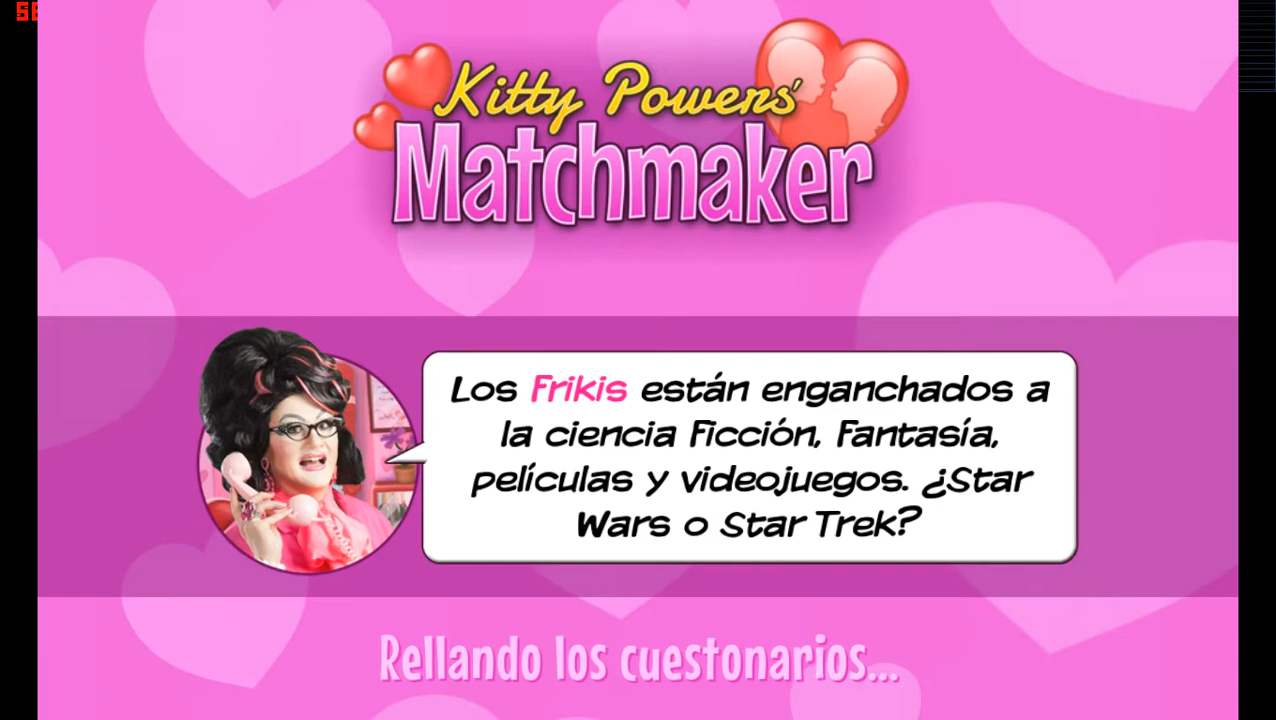 SE
Kitty Powers'
Matchmaker
Los Frikis están enganchados a
la ciencia Ficción, Fantasía,
películas y videojuegos. ¿Star
Wars o Star Trek?
Rellando los cuestonarios...